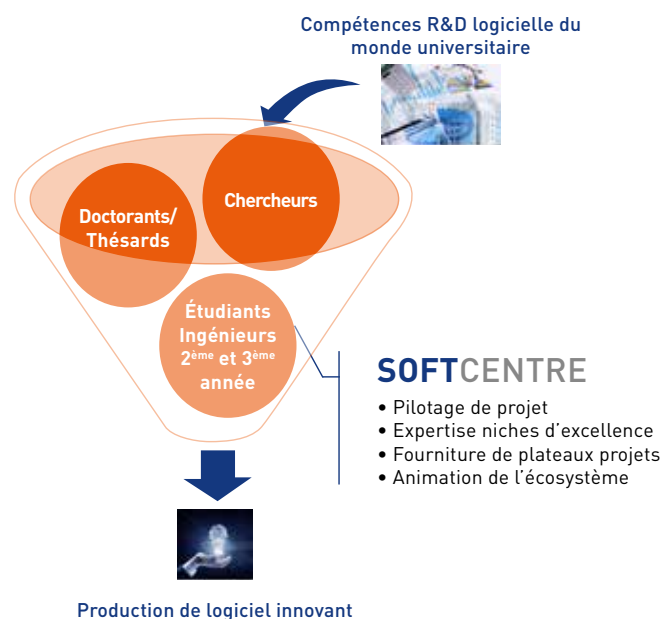 Compétences R&D logicielle du
monde universitaire
Chercheurs
Doctorants/
Thésards
Étudiants
Ingénieurs
2ème et 3ème
année
SOFTCENTRE
• Pilotage de projet
• Expertise niches d’excellence
• Fourniture de plateaux projets
• Animation de l’écosystème
Production de logiciel innovant